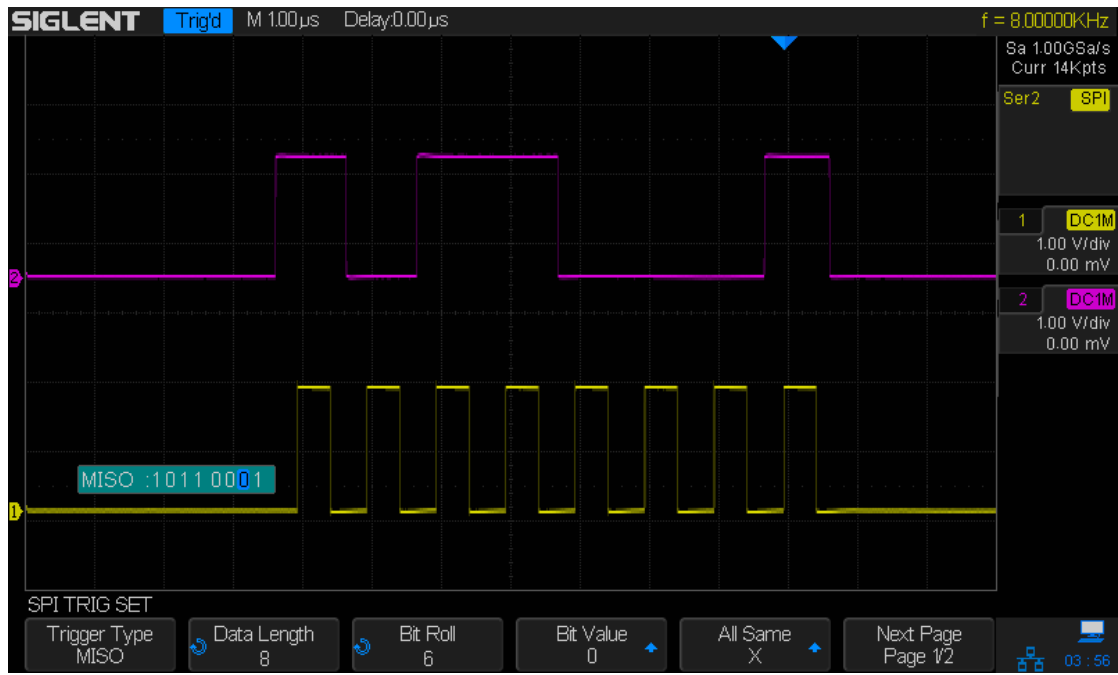 SIGLENT Trig'd M 1.00µs Delay:0.00µs f = 8.00000KHz
Sa 1.00GSa/s
Curr 14Kpts
Ser2 SPI
1 DC1M
1.00 V/div
0.00 mV
2 DC1M
1.00 V/div
0.00 mV
2
MISO :1011 0001
1
SPI TRIG SET
Trigger Type
MISO
Data Length
8
Bit Roll
6
Bit Value
0
All Same
X
Next Page
Page 1/2
03 : 56